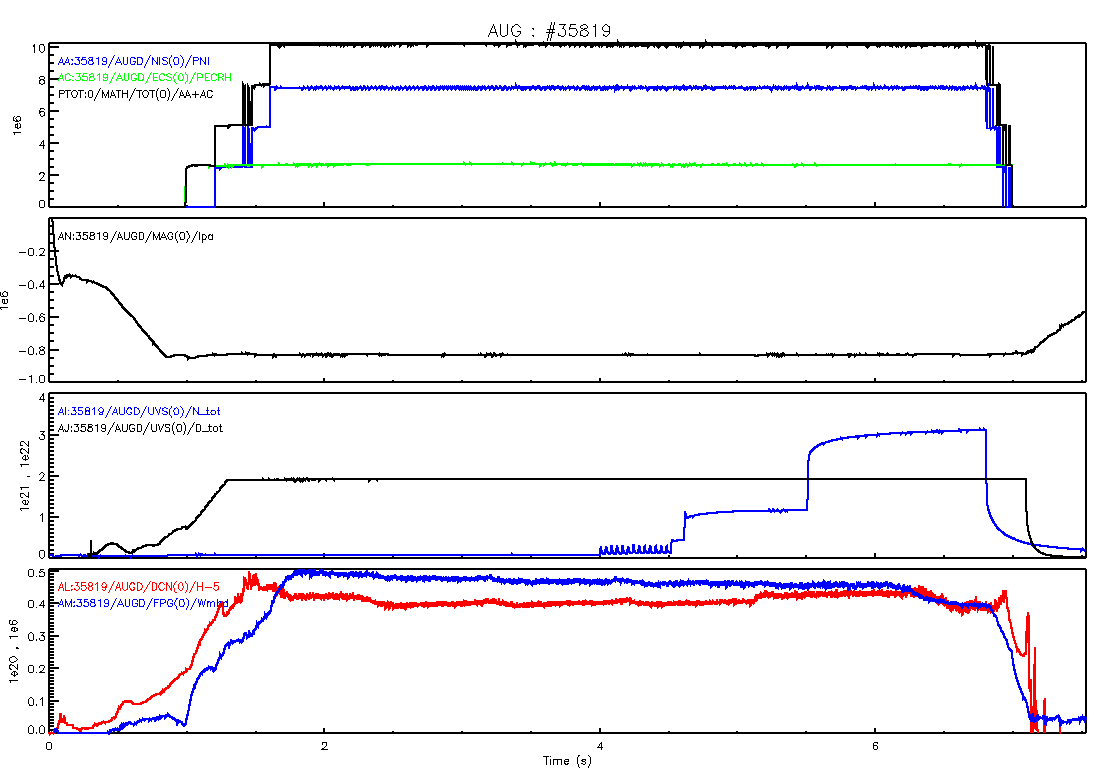 AUG : #35819
10
AA:35819/AUGD/NIS(0)/PNI
AC:35819/AUGD/ECS(0)/PECRH
8
PTOT:0/MATH/TOT(0)/AA+AC
6
1e6
4
2
0
AN:35819/AUGD/MAG(0)/Ipa
-0.2
-0.4
1e6
-0.6
-0.8
-1.0
4
AI:35819/AUGD/UVS(0)/N_tot
AJ:35819/AUGD/UVS(0)/D_tot
3
1e21 , 1e22
2
1
0
0.5
AL:35819/AUGD/DCN(0)/H-5
AM:35819/AUGD/FPG(0)/Wmhd
0.4
0.3
1e20 , 1e6
0.2
0.1
0.0
0 2 4 6
Time (s)